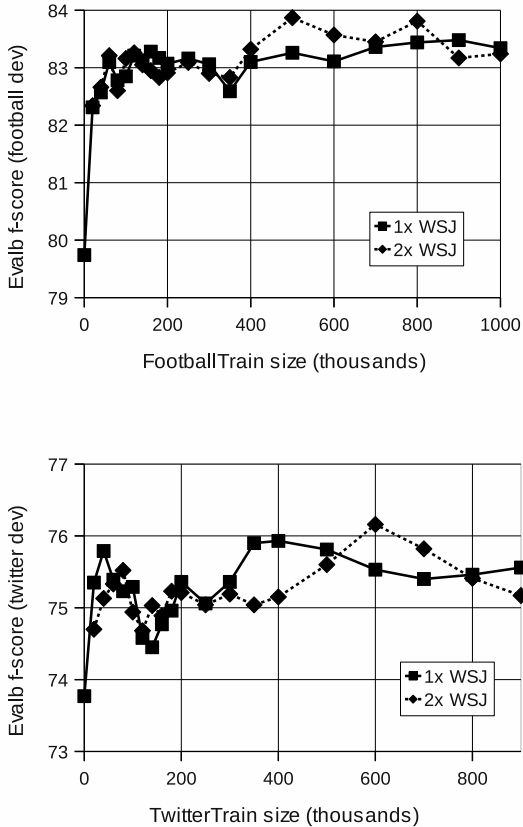 84
83
82
81
80
79
Evalb f-score (football dev)
1x WSJ
2x WSJ
0 200 400 600 800 1000
FootballTrain size (thousands)
77
76
75
74
73
Evalb f-score (twitter dev)
1x WSJ
2x WSJ
0 200 400 600 800
TwitterTrain size (thousands)